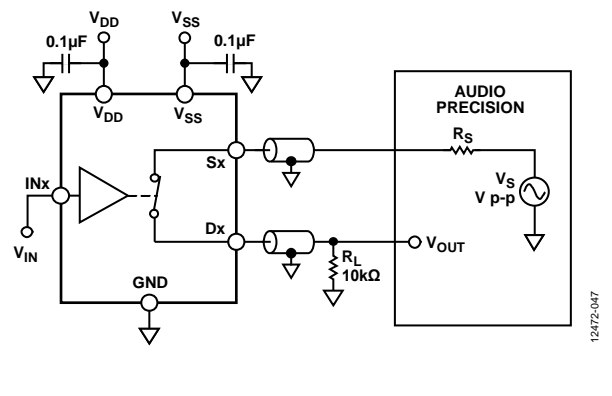 VDD
VSS
0.1µF
0.1µF
VDD
VSS
AUDIO
PRECISION
RS
Sx
VS
V p-p
INx
Dx
VOUT
VIN
RL
10kΩ
GND
12472-047